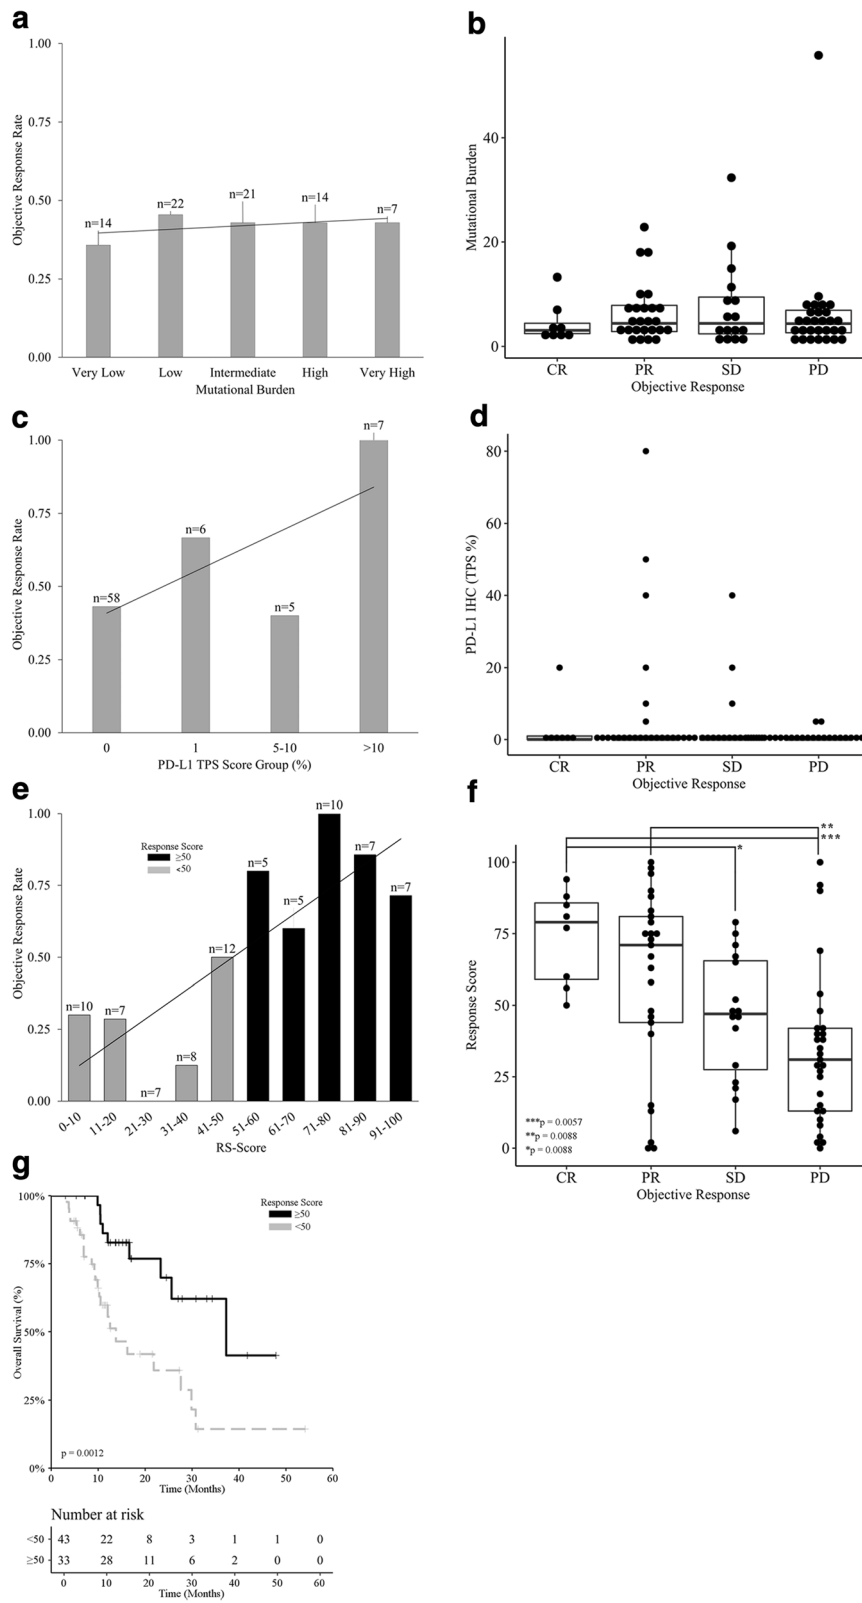 a
1.00
0.75
0.50
0.25
0.00
Objective Response Rate
n=14
n=22
n=21
n=14
n=7
Very Low
Low
Intermediate
High
Very High
Mutational Burden
b
40
20
0
Mutational Burden
CR
PR
SD
PD
Objective Response
c
1.00
0.75
0.50
0.25
0.00
Objective Response Rate
n=58
n=6
n=5
n=7
0
1
5-10
>10
PD-L1 TPS Score Group (%)
d
80
60
40
20
0
PD-L1 IHC (TPS %)
CR
PR
SD
PD
Objective Response
e
1.00
0.75
0.50
0.25
0.00
Objective Response Rate
Response Score
≥50
<50
n=10
n=7
n=7
n=8
n=12
n=5
n=5
n=10
n=7
n=7
0-10
11-20
21-30
31-40
41-50
51-60
61-70
71-80
81-90
91-100
RS-Score
f
**
***
*
100
75
50
25
0
Response Score
***p = 0.0057
**p = 0.0088
*p = 0.0088
CR
PR
SD
PD
Objective Response
g
100%
75%
50%
25%
0%
Overall Survival (%)
Response Score
≥50
<50
p = 0.0012
0 10 20 30 40 50 60
Time (Months)
Number at risk
<50 43 22 8 3 1 1 0
≥50 33 28 11 6 2 0 0
0 10 20 30 40 50 60
Time (Months)